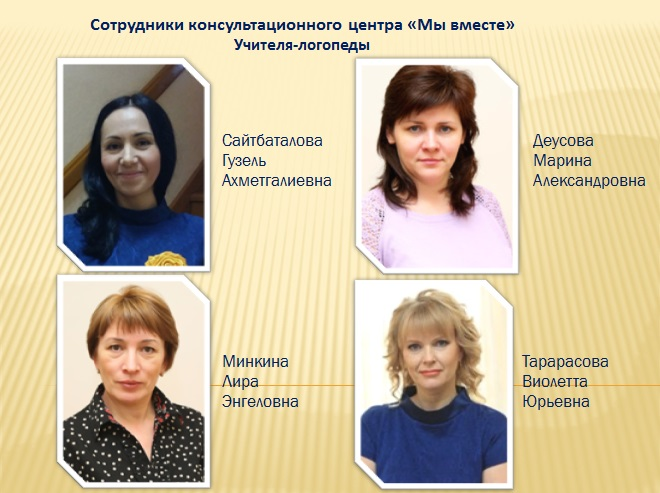 Сотрудники консультационного центра «Мы вместе»
Учителя-логопеды
Сайтбаталова
Гузель
Ахметгалиевна
Деусова
Марина
Александровна
Минкина
Лира
Энгеловна
Тарарасова
Виолетта
Юрьевна